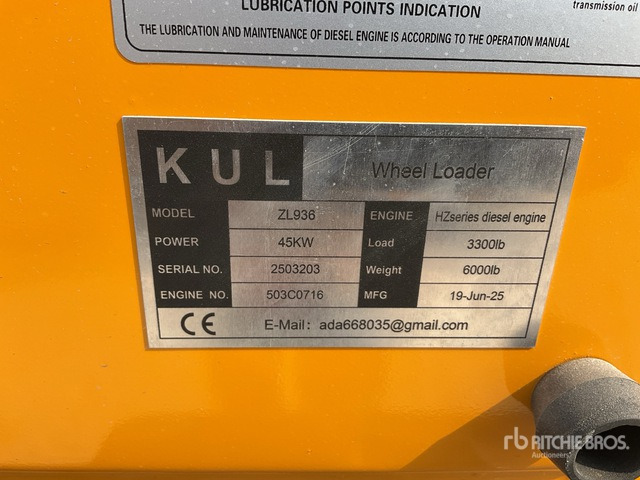 LUBRICATION POINTS INDICATION
transmission oil
THE LUBRICATION AND MAINTENANCE OF DIESEL ENGINE IS ACCORDING TO THE OPERATION MANUAL
KUL Wheel Loader
MODEL ZL936 ENGINE HZseries diesel engine
POWER 45KW Load 3300lb
SERIAL NO. 2503203 Weight 6000lb
ENGINE NO. 503C0716 MFG 19-Jun-25
CE E-Mail: ada668035@gmail.com
rb RITCHIE BROS.
Auctioneers